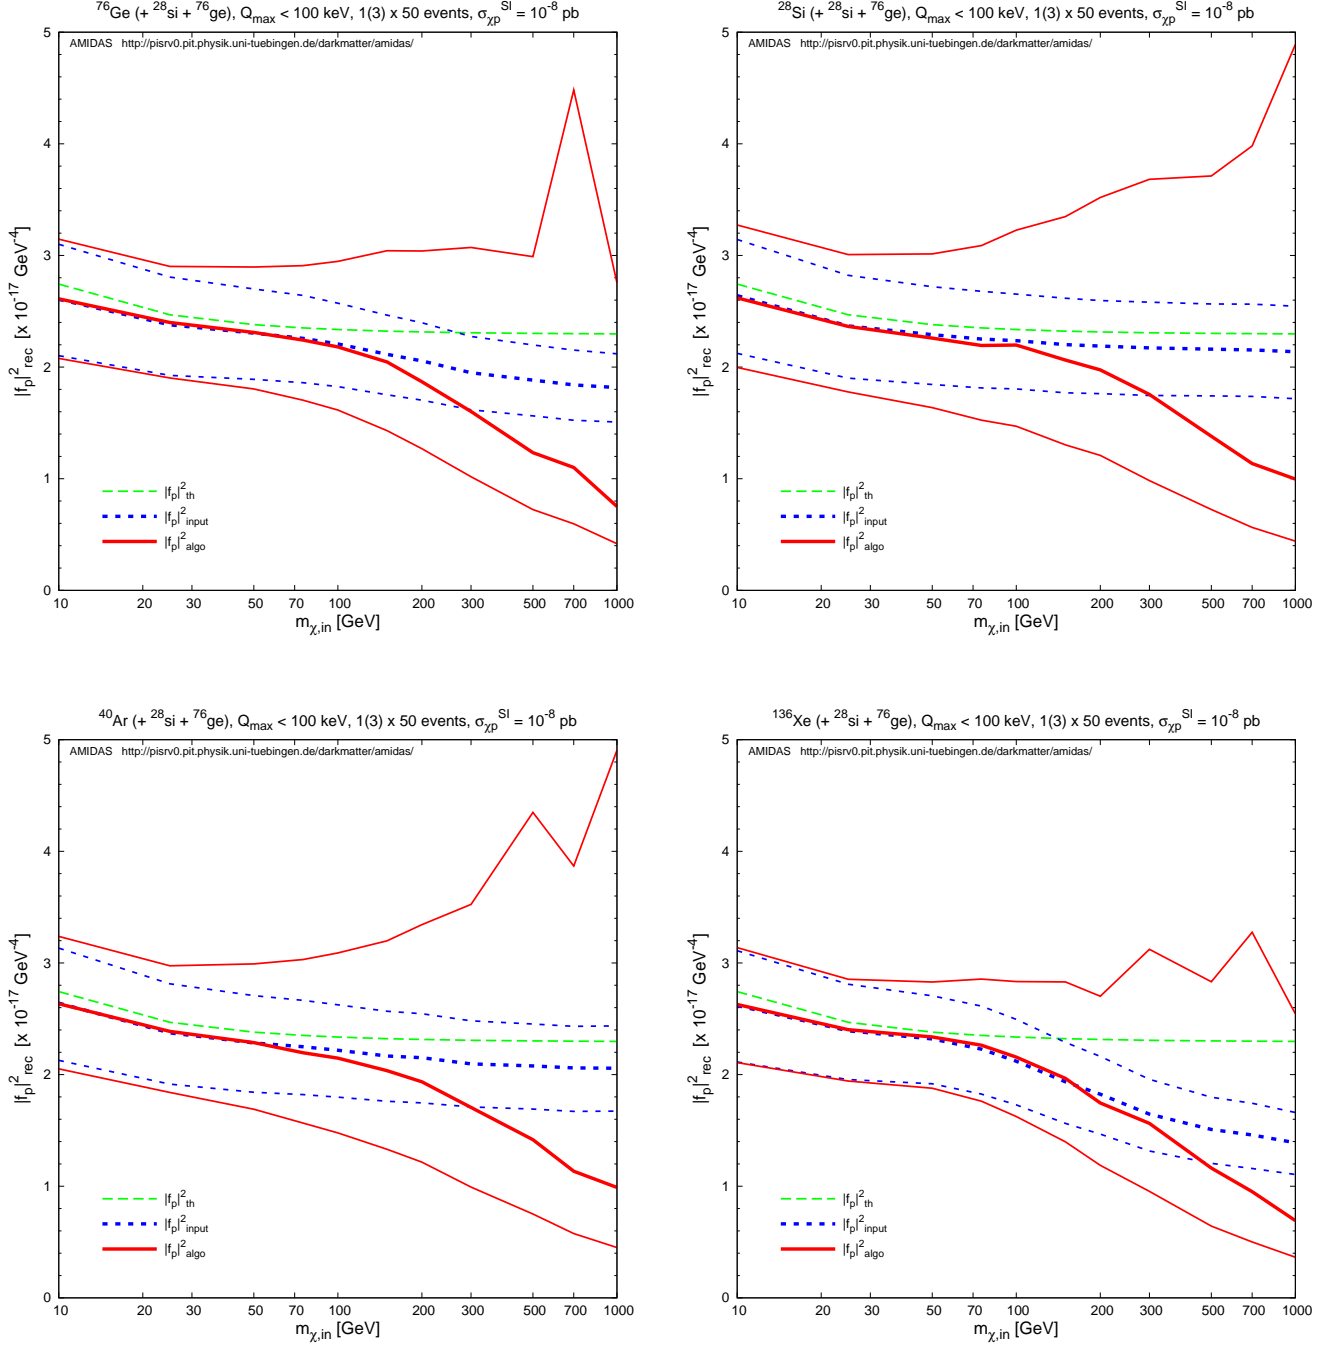 ⁷⁶Ge (+ ²⁸si + ⁷⁶ge), Qₘₐₓ < 100 keV, 1(3) x 50 events, σ_χp^SI = 10⁻⁸ pb
AMIDAS http://pisrv0.pit.physik.uni-tuebingen.de/darkmatter/amidas/
|f_p|²_rec [x 10⁻¹⁷ GeV⁻⁴]
5
4
3
2
1
0
|f_p|²_th
|f_p|²_input
|f_p|²_algo
10 20 30 50 70 100 200 300 500 700 1000
m_χ,in [GeV]
²⁸Si (+ ²⁸si + ⁷⁶ge), Qₘₐₓ < 100 keV, 1(3) x 50 events, σ_χp^SI = 10⁻⁸ pb
AMIDAS http://pisrv0.pit.physik.uni-tuebingen.de/darkmatter/amidas/
|f_p|²_rec [x 10⁻¹⁷ GeV⁻⁴]
5
4
3
2
1
0
|f_p|²_th
|f_p|²_input
|f_p|²_algo
10 20 30 50 70 100 200 300 500 700 1000
m_χ,in [GeV]
⁴⁰Ar (+ ²⁸si + ⁷⁶ge), Qₘₐₓ < 100 keV, 1(3) x 50 events, σ_χp^SI = 10⁻⁸ pb
AMIDAS http://pisrv0.pit.physik.uni-tuebingen.de/darkmatter/amidas/
|f_p|²_rec [x 10⁻¹⁷ GeV⁻⁴]
5
4
3
2
1
0
|f_p|²_th
|f_p|²_input
|f_p|²_algo
10 20 30 50 70 100 200 300 500 700 1000
m_χ,in [GeV]
¹³⁶Xe (+ ²⁸si + ⁷⁶ge), Qₘₐₓ < 100 keV, 1(3) x 50 events, σ_χp^SI = 10⁻⁸ pb
AMIDAS http://pisrv0.pit.physik.uni-tuebingen.de/darkmatter/amidas/
|f_p|²_rec [x 10⁻¹⁷ GeV⁻⁴]
5
4
3
2
1
0
|f_p|²_th
|f_p|²_input
|f_p|²_algo
10 20 30 50 70 100 200 300 500 700 1000
m_χ,in [GeV]